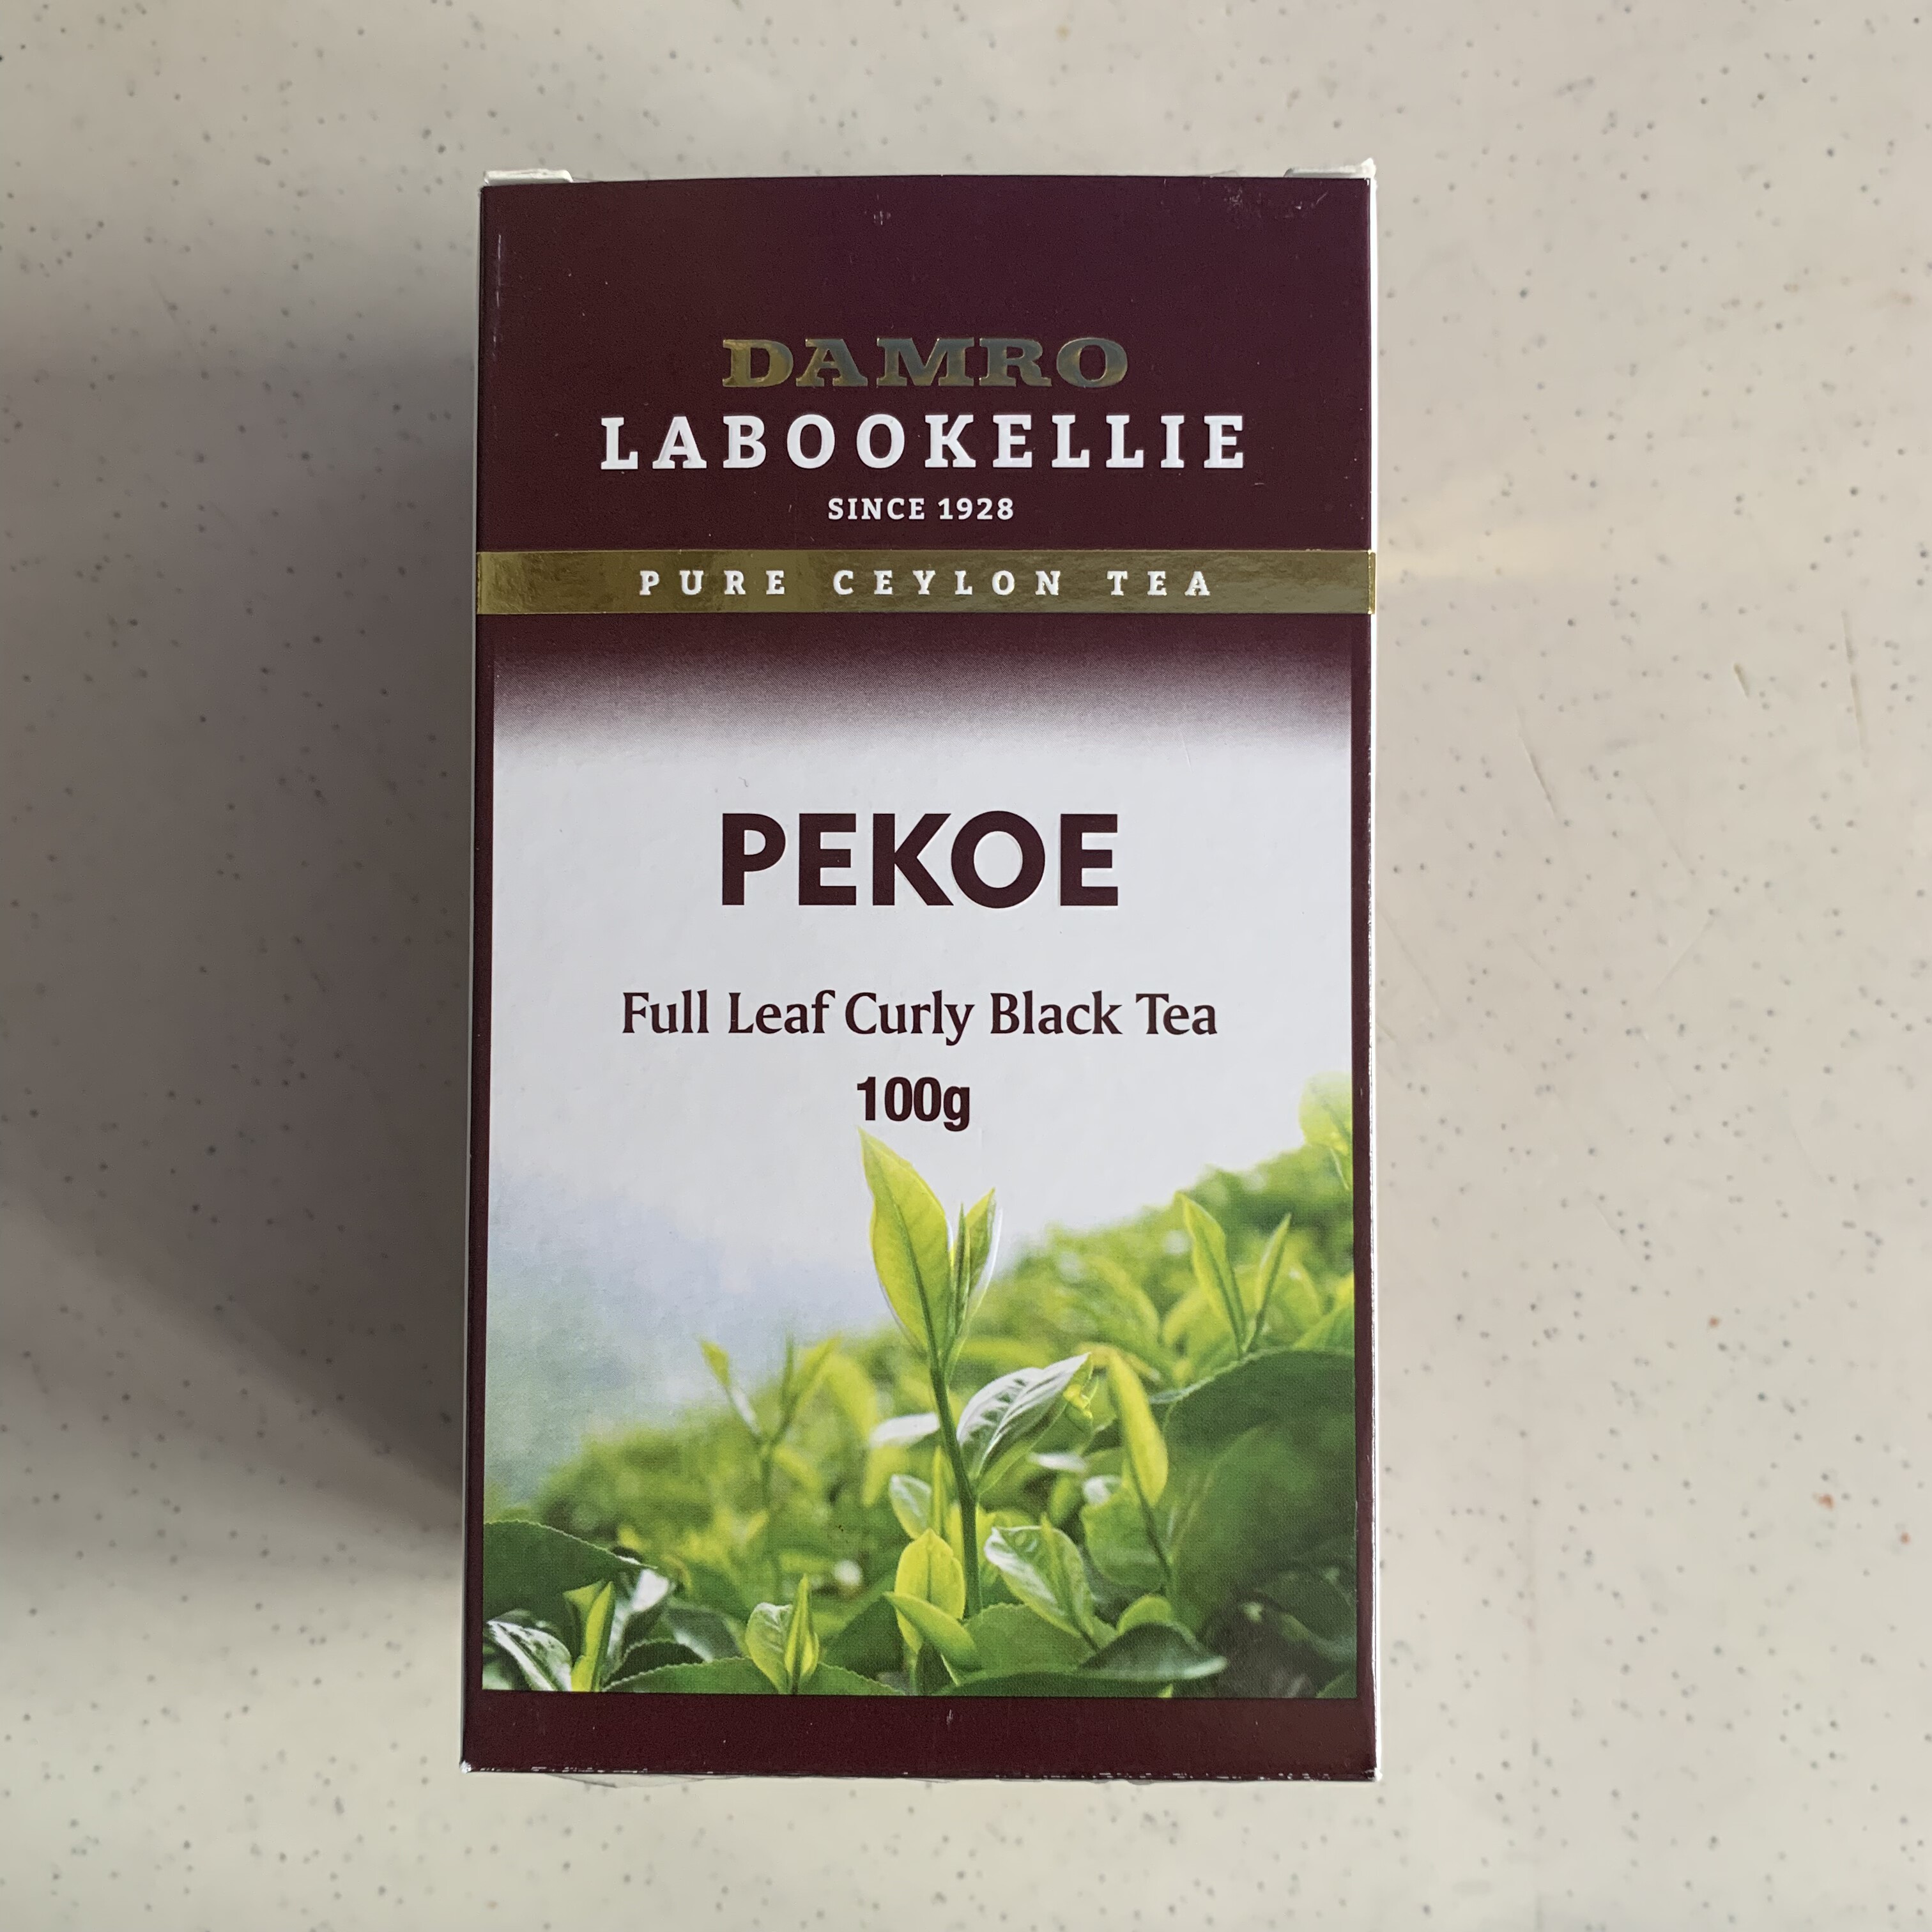 DAMRO
LABOOKELLIE
SINCE 1928
PURE CEYLON TEA
PEKOE
Full Leaf Curly Black Tea
100g